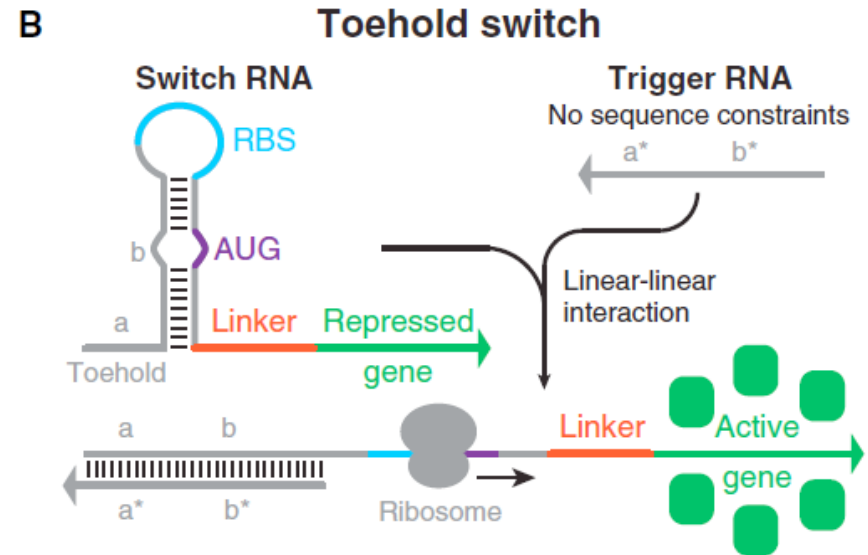 B
Toehold switch
Switch RNA
Trigger RNA
No sequence constraints
a* b*
RBS
b
AUG
Linear-linear
interaction
a
Linker Repressed
Toehold
gene
a b
Linker
Active
gene
a* b*
Ribosome